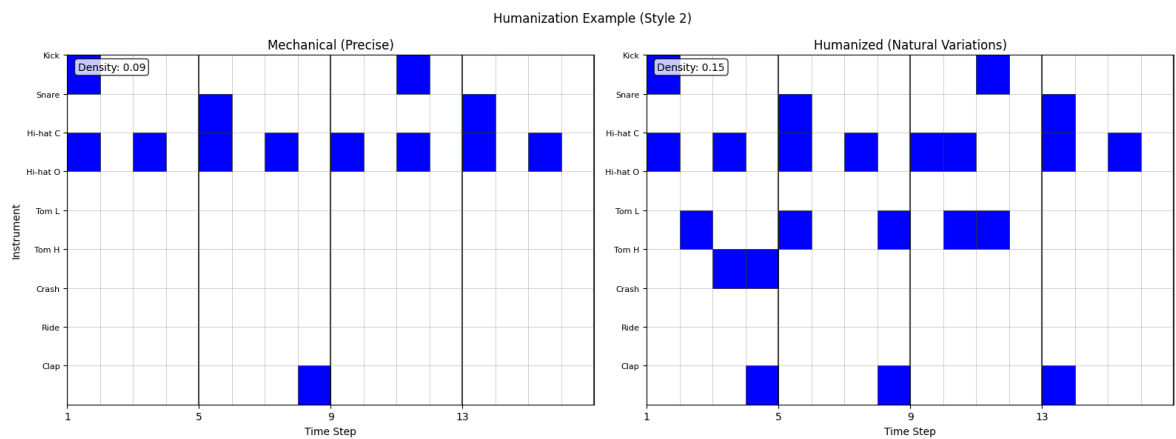 Humanization Example (Style 2)
Mechanical (Precise)
Kick
Density: 0.09
Snare
Hi-hat C
Hi-hat O
Tom L
Tom H
Crash
Ride
Clap
Instrument
1 5 9 13
Time Step
Humanized (Natural Variations)
Kick
Density: 0.15
Snare
Hi-hat C
Hi-hat O
Tom L
Tom H
Crash
Ride
Clap
1 5 9 13
Time Step